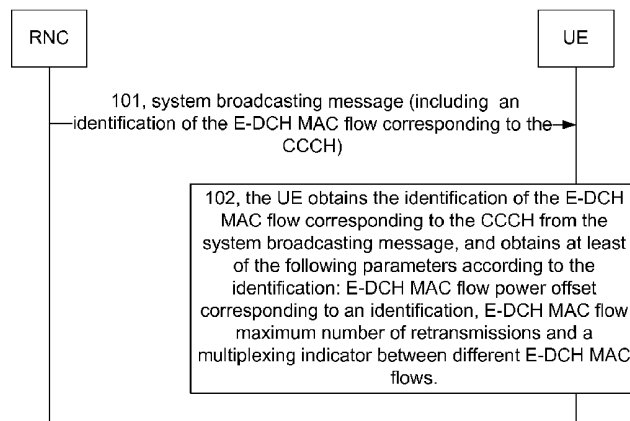 RNC
UE
101, system broadcasting message (including an
identification of the E-DCH MAC flow corresponding to the
CCCH)
102, the UE obtains the identification of the E-DCH
MAC flow corresponding to the CCCH from the
system broadcasting message, and obtains at least
of the following parameters according to the
identification: E-DCH MAC flow power offset
corresponding to an identification, E-DCH MAC flow
maximum number of retransmissions and a
multiplexing indicator between different E-DCH MAC
flows.